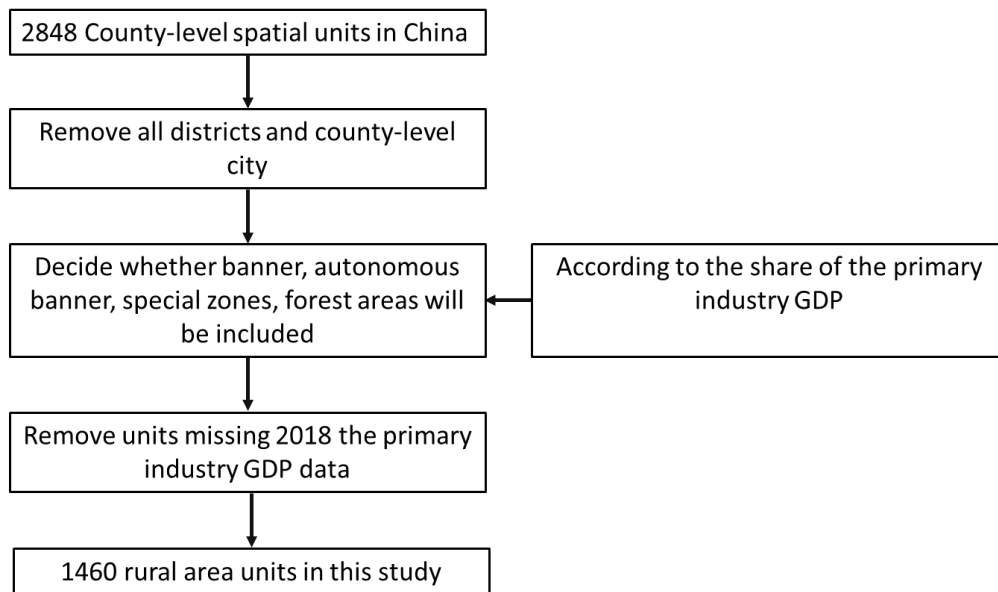 2848 County-level spatial units in China
Remove all districts and county-level
city
Decide whether banner, autonomous
banner, special zones, forest areas will
be included
According to the share of the primary
industry GDP
Remove units missing 2018 the primary
industry GDP data
1460 rural area units in this study